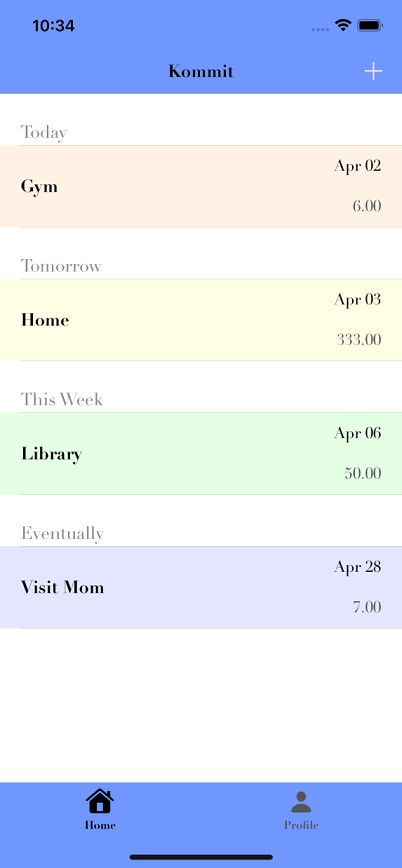 10:34
Kommit
Today
Apr 02
Gym
6.00
Tomorrow
Apr 03
Home
333.00
This Week
Apr 06
Library
50.00
Eventually
Apr 28
Visit Mom
7.00
Home
Profile